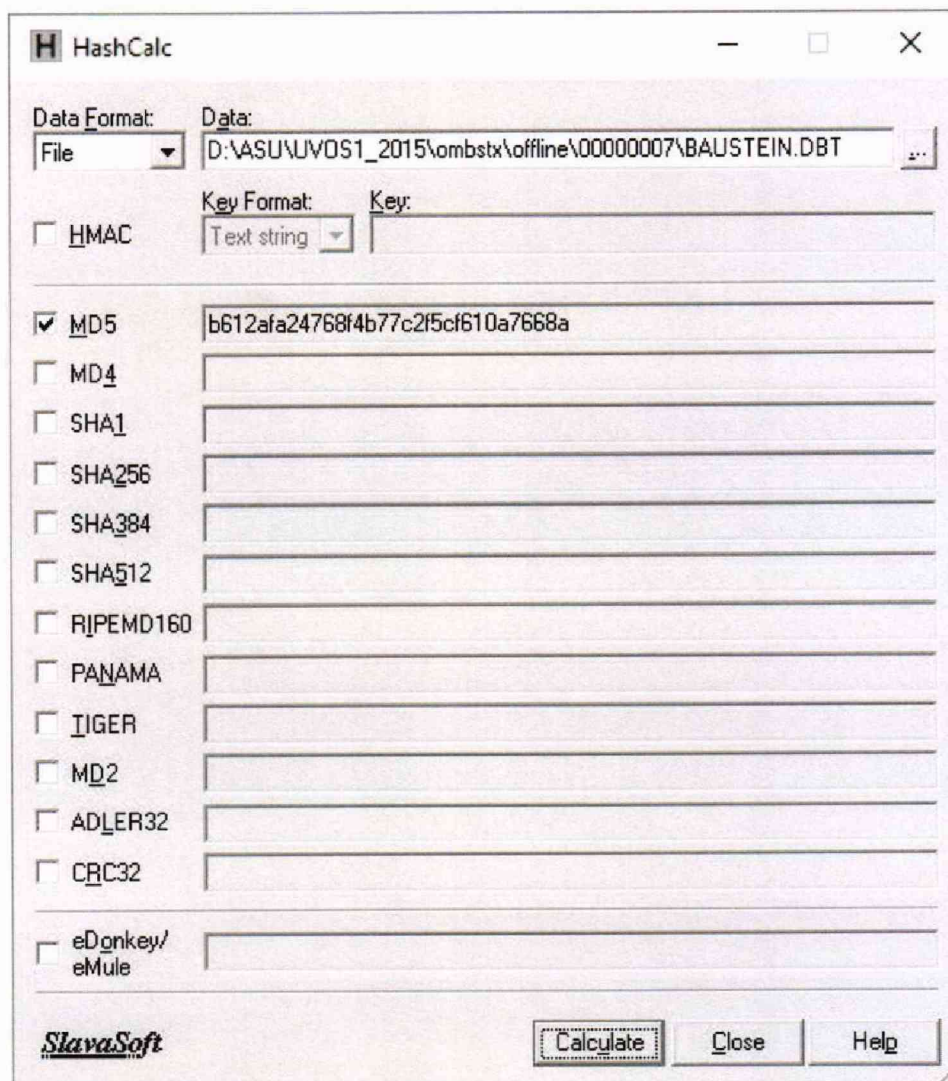 H HashCalc
Data Format: Data:
File D:\ASU\UVOS1_2015\ombstx\offline\00000007\BAUSTEIN.DBT ...
Key Format: Key:
HMAC Text string
MD5 b612afa24768f4b77c2f5cf610a7668a
MD4
SHA1
SHA256
SHA384
SHA512
RIPEMD160
PANAMA
TIGER
MD2
ADLER32
CRC32
eDonkey/
eMule
SlavaSoft Calculate Close Help